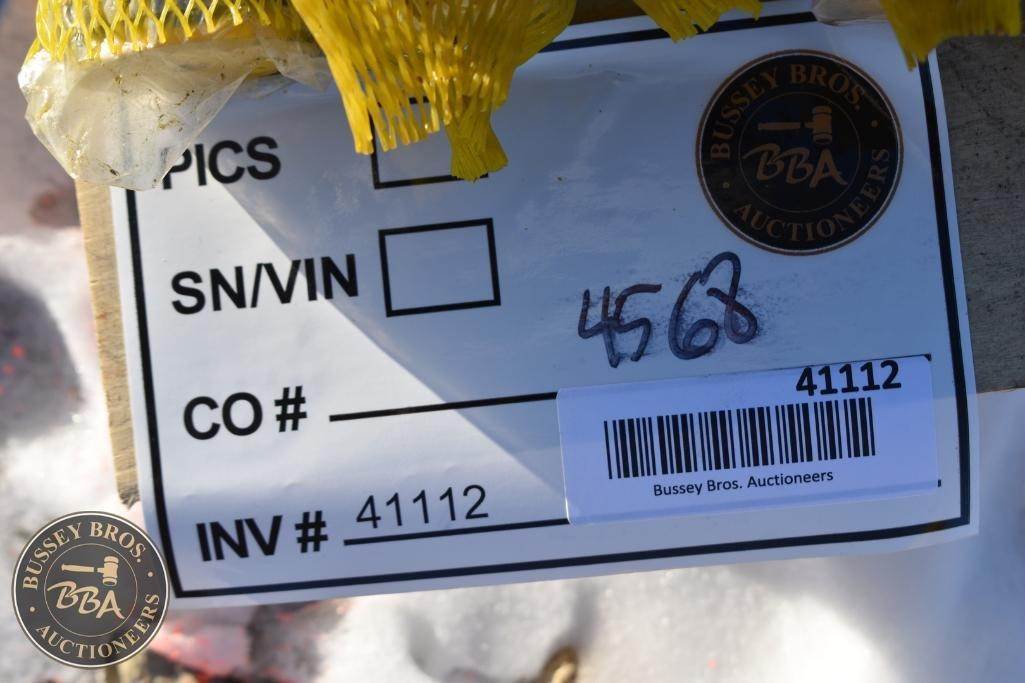 PICS
BUSSEY BROS.
BBA
AUCTIONEERS
SN/VIN
4568
CO #
41112
Bussey Bros. Auctioneers
INV # 41112
BUSSEY BROS.
BBA
AUCTIONEERS